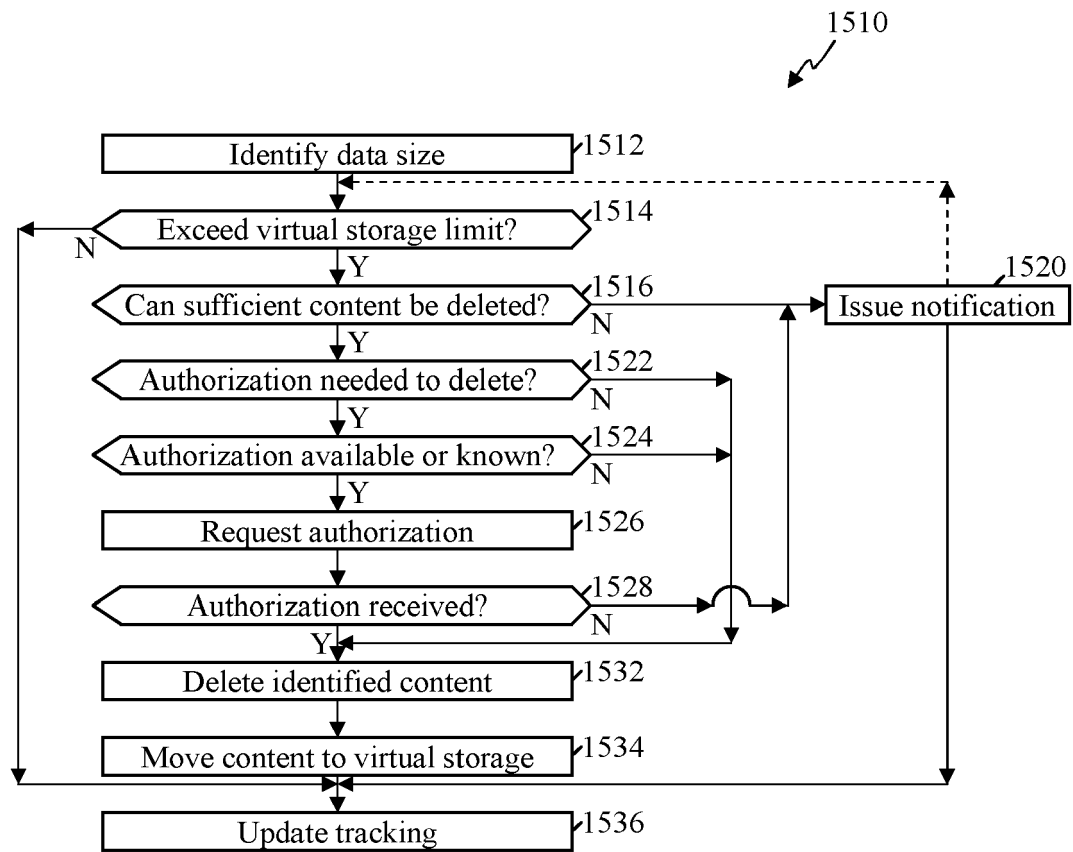 1510
Identify data size
1512
Exceed virtual storage limit?
1514
N
Y
Can sufficient content be deleted?
1516
N
1520
Issue notification
Y
Authorization needed to delete?
1522
N
Y
Authorization available or known?
1524
N
Y
Request authorization
1526
Authorization received?
1528
N
Y
Delete identified content
1532
Move content to virtual storage
1534
Update tracking
1536